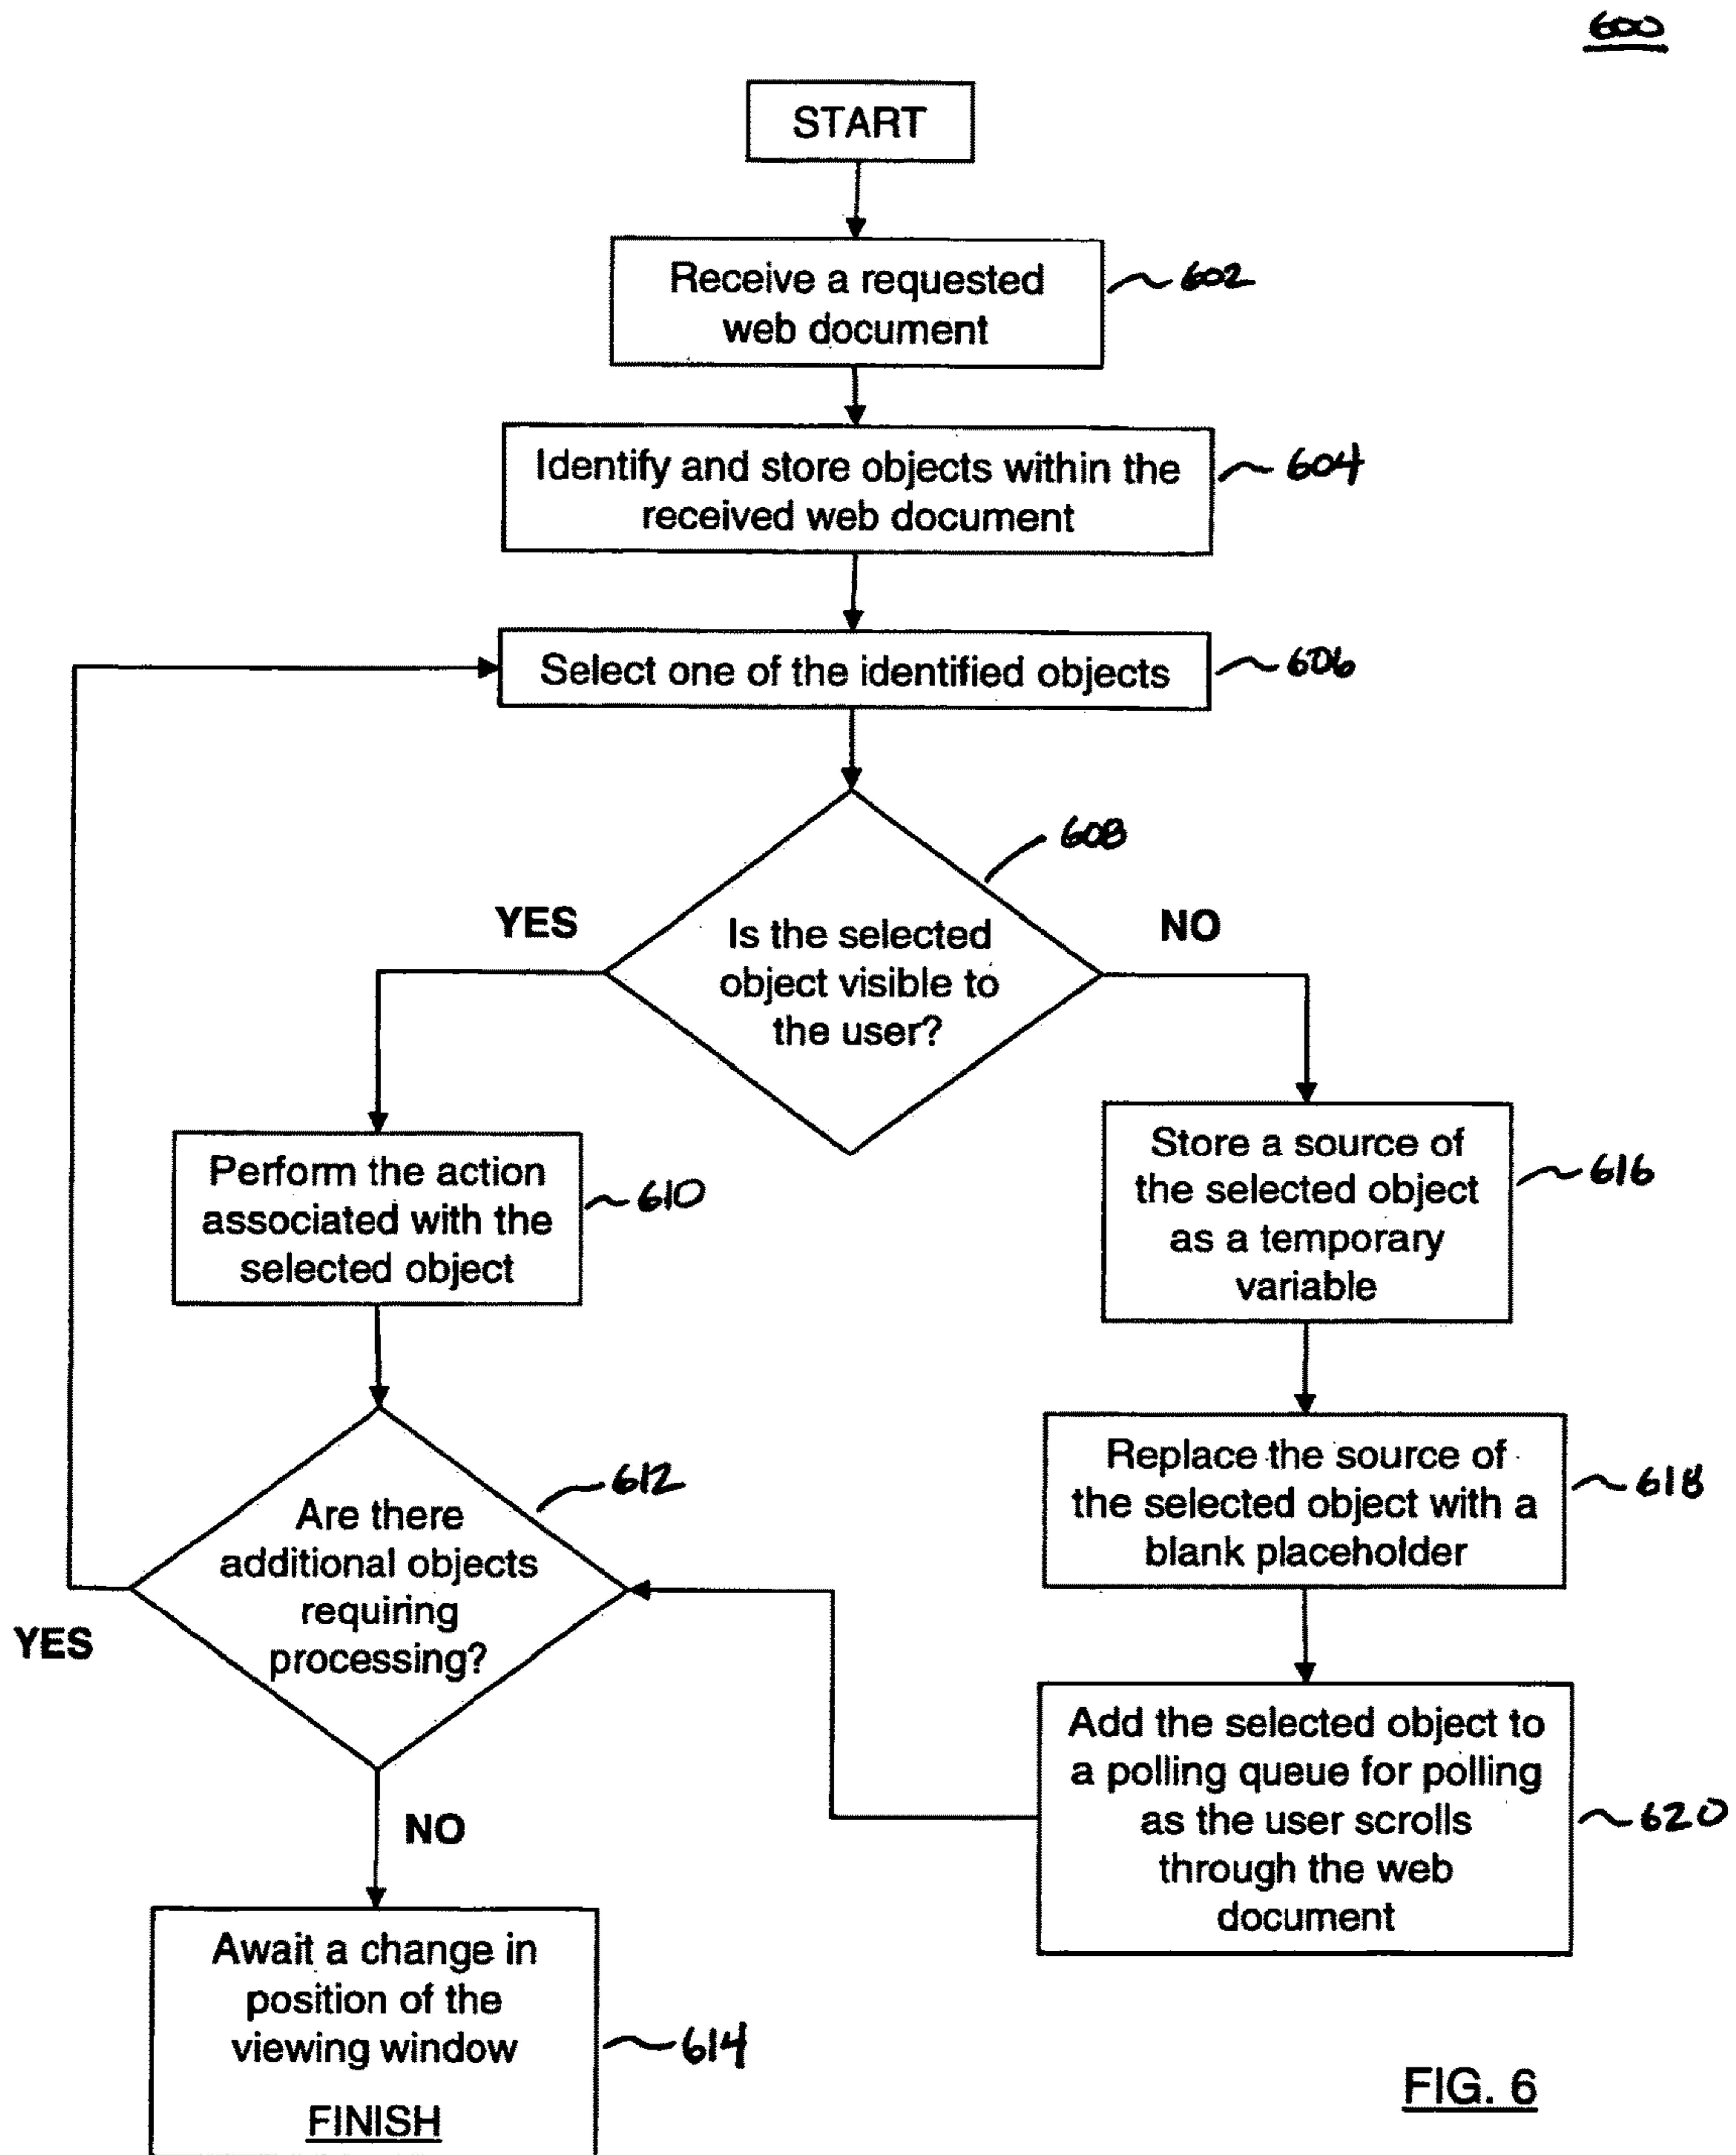 600
START
Receive a requested
web document
602
Identify and store objects within the
received web document
604
Select one of the identified objects
606
608
YES
NO
Is the selected
object visible to
the user?
Perform the action
associated with the
selected object
610
Store a source of
the selected object
as a temporary
variable
616
612
Are there
additional objects
requiring
processing?
YES
NO
Replace the source of
the selected object with a
blank placeholder
618
Add the selected object to
a polling queue for polling
as the user scrolls
through the web
document
620
Await a change in
position of the
viewing window
FINISH
614
FIG. 6